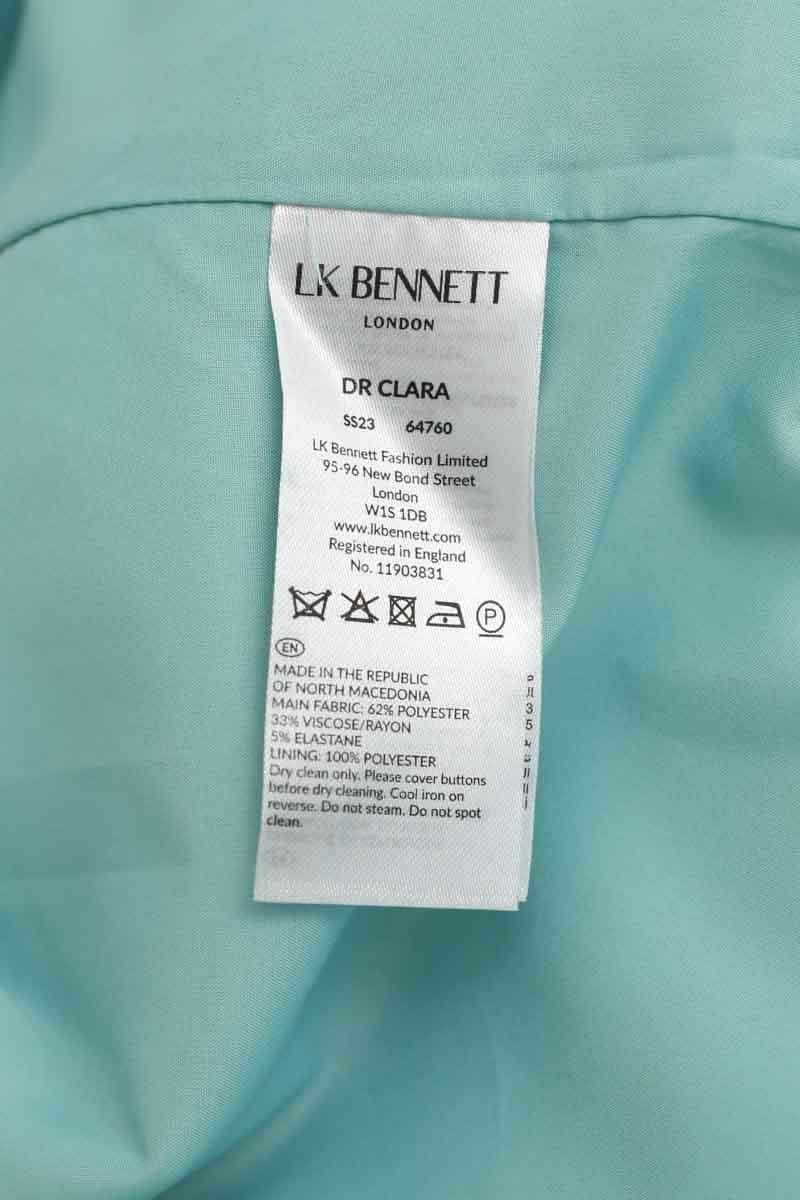 LK BENNETT
LONDON
DR CLARA
SS23 64760
LK Bennett Fashion Limited
95-96 New Bond Street
London
W1S 1DB
www.lkbennett.com
Registered in England
No. 11903831
P
EN
MADE IN THE REPUBLIC
OF NORTH MACEDONIA
MAIN FABRIC: 62% POLYESTER
33% VISCOSE/RAYON
5% ELASTANE
LINING: 100% POLYESTER
Dry clean only. Please cover buttons
before dry cleaning. Cool iron on
reverse. Do not steam. Do not spot
clean.